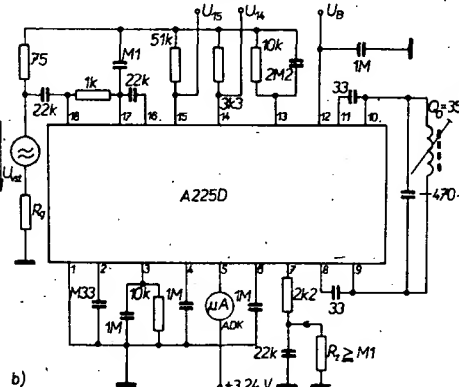 U15 U14 UB
51k 10k
75 M1 2M2 1M
1k 3k3 33 Q0=35
22k 22k
18 17 16 15 14 13 12 11 10
Uvst
A225D
470
Rg
1 2 3 4 5 6 7 8 9
M33 10k 1M μA 1M 2k2 33
ADK
1M
22k Rz ≥ M1
b) +3,24 V